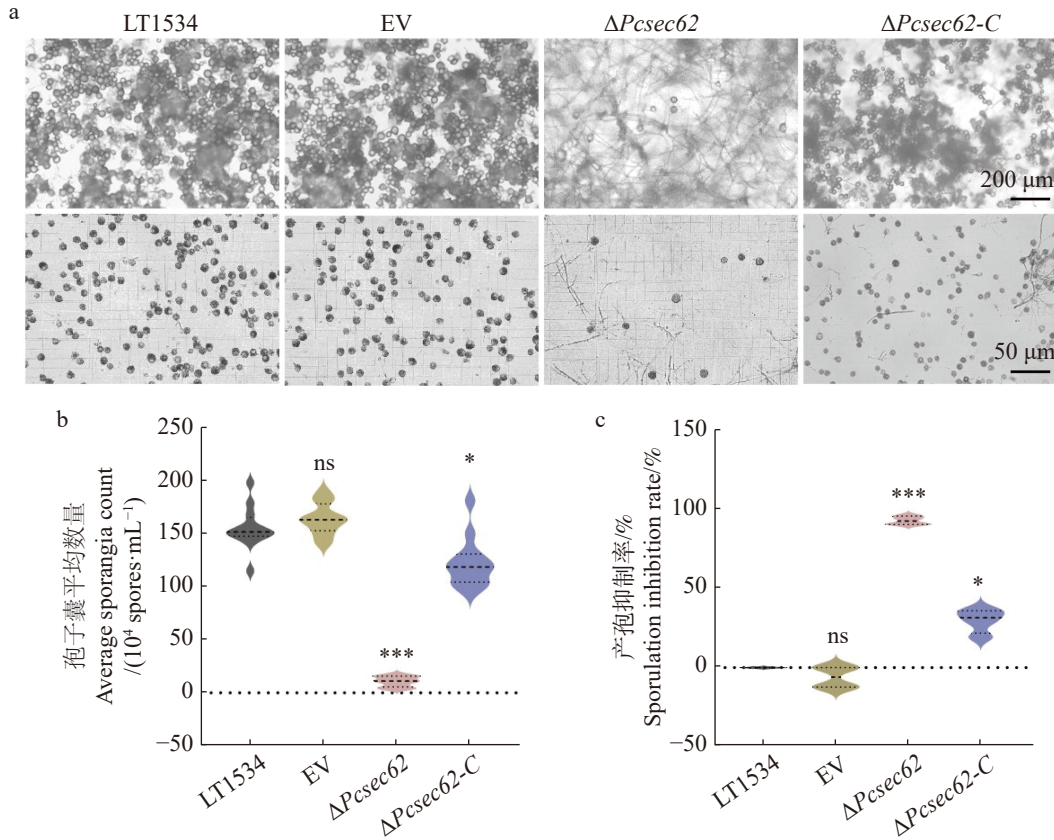 a
LT1534 EV ΔPcsec62 ΔPcsec62-C
200 μm
50 μm
b
孢子囊平均数量
Average sporangia count
/(10⁴ spores·mL⁻¹)
250
200
150
100
50
0
−50
ns
***
*
LT1534
EV
ΔPcsec62
ΔPcsec62-C
c
产孢抑制率/%
Sporulation inhibition rate/%
150
100
50
0
−50
ns
***
*
LT1534
EV
ΔPcsec62
ΔPcsec62-C